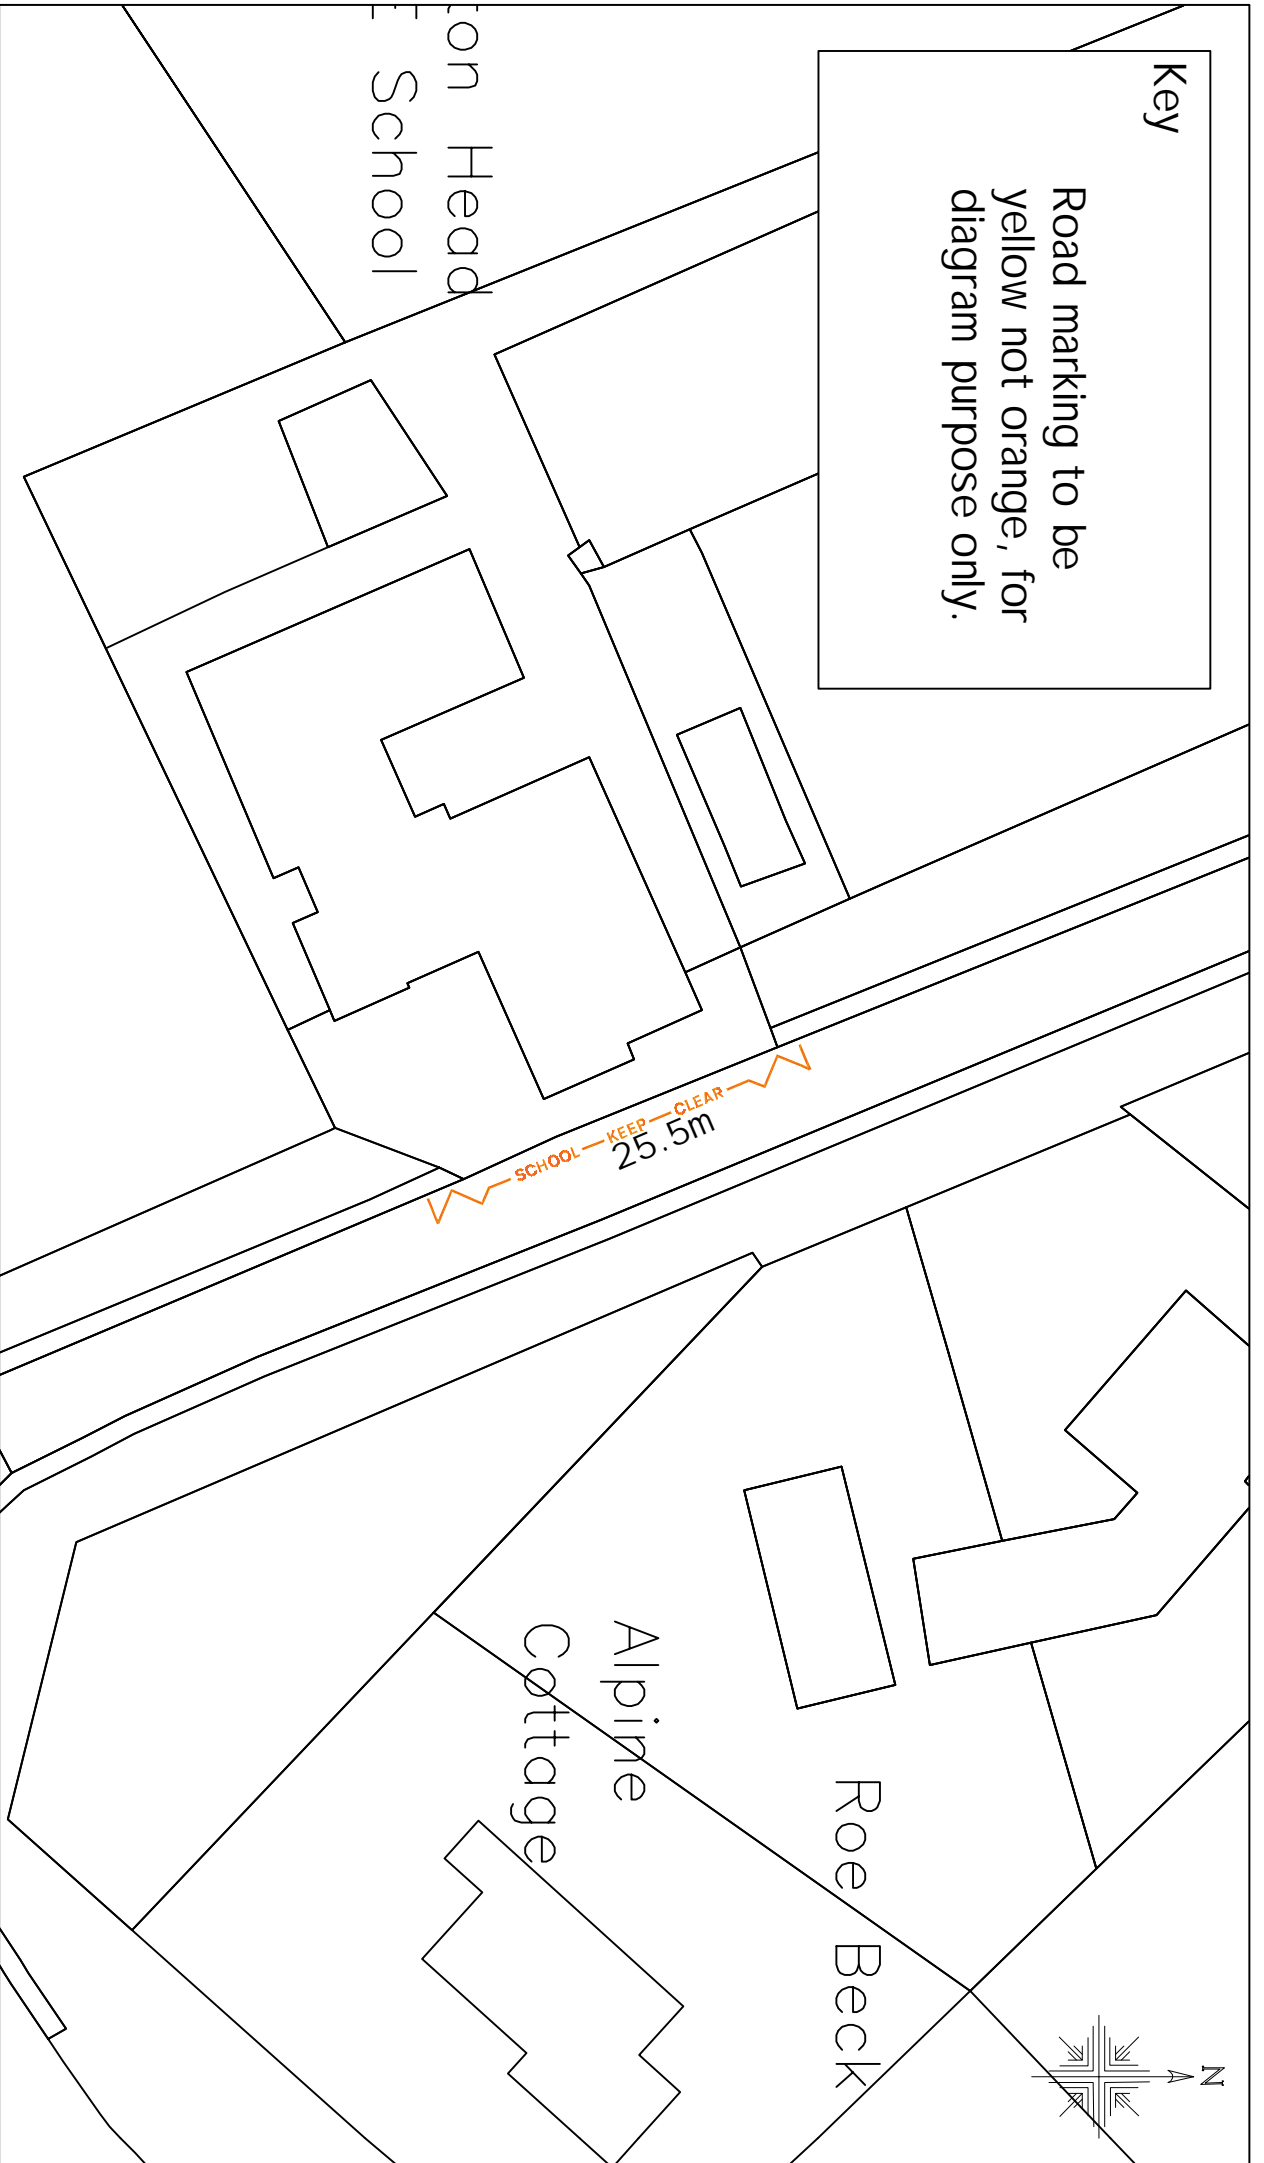 Key
Road marking to be
yellow not orange, for
diagram purpose only.
Head
School
SCHOOL KEEP CLEAR
25.5m
Alpine
Cottage
Roe Beck
N